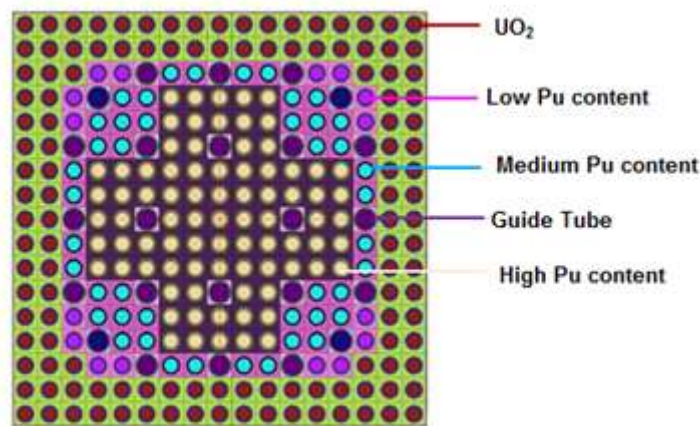 UO₂
Low Pu content
Medium Pu content
Guide Tube
High Pu content